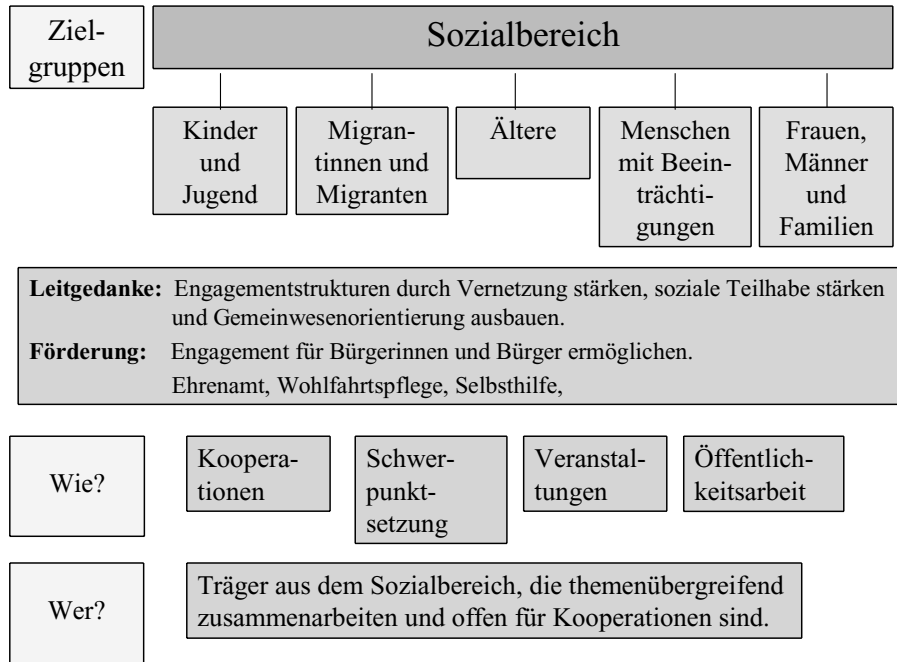 Ziel-
gruppen
Sozialbereich
Kinder
und
Jugend
Migran-
tinnen und
Migranten
Ältere
Menschen
mit Beein-
trächti-
gungen
Frauen,
Männer
und
Familien
Leitgedanke: Engagementstrukturen durch Vernetzung stärken, soziale Teilhabe stärken
und Gemeinwesenorientierung ausbauen.
Förderung: Engagement für Bürgerinnen und Bürger ermöglichen.
Ehrenamt, Wohlfahrtspflege, Selbsthilfe,
Wie?
Koopera-
tionen
Schwer-
punkt-
setzung
Veranstal-
tungen
Öffentlich-
keitsarbeit
Wer?
Träger aus dem Sozialbereich, die themenübergreifend
zusammenarbeiten und offen für Kooperationen sind.